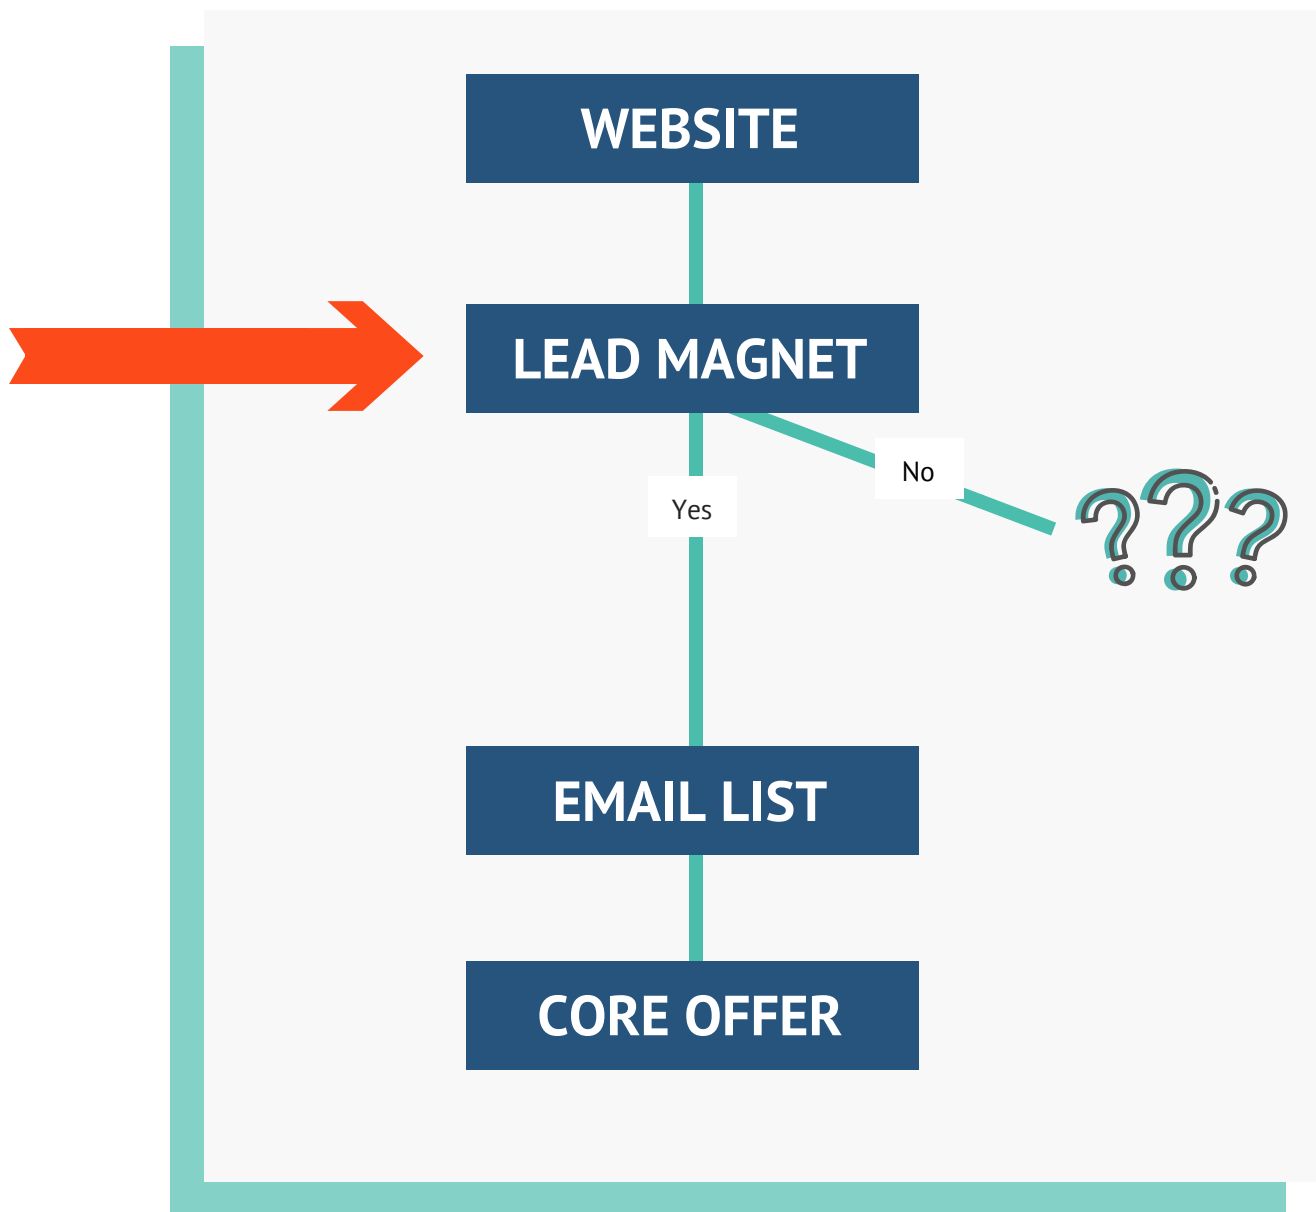 WEBSITE
LEAD MAGNET
No
Yes
???
EMAIL LIST
CORE OFFER